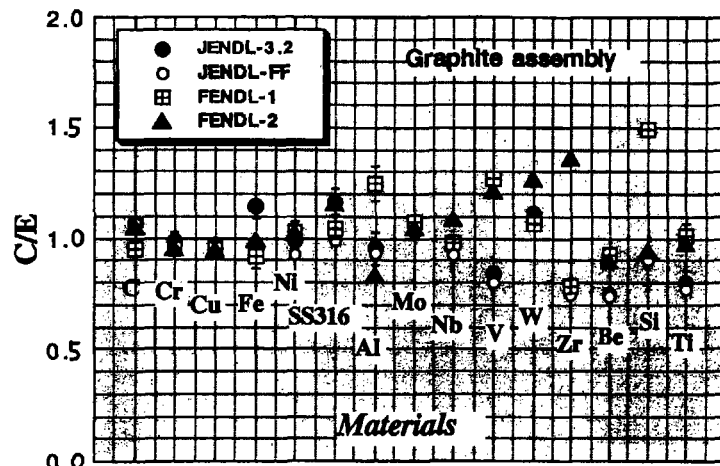 2.0
JENDL-3.2
JENDL-FF
FENDL-1
FENDL-2
Graphite assembly
1.5
C/E
1.0
C
Cr
Cu
Fe
Ni
SS316
Al
Mo
Nb
V
W
Zr
Be
Si
Ti
0.5
Materials
0.0